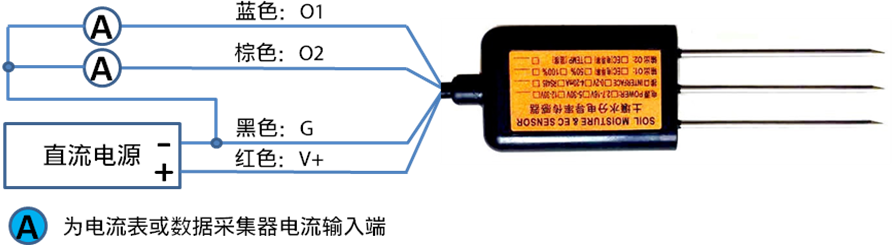 A
蓝色：O1
A
棕色：O2
黑色：G
红色：V+
直流电源
-
+
SOIL MOISTURE & EC SENSOR
土壤水分电导率传感器
A 为电流表或数据采集器电流输入端